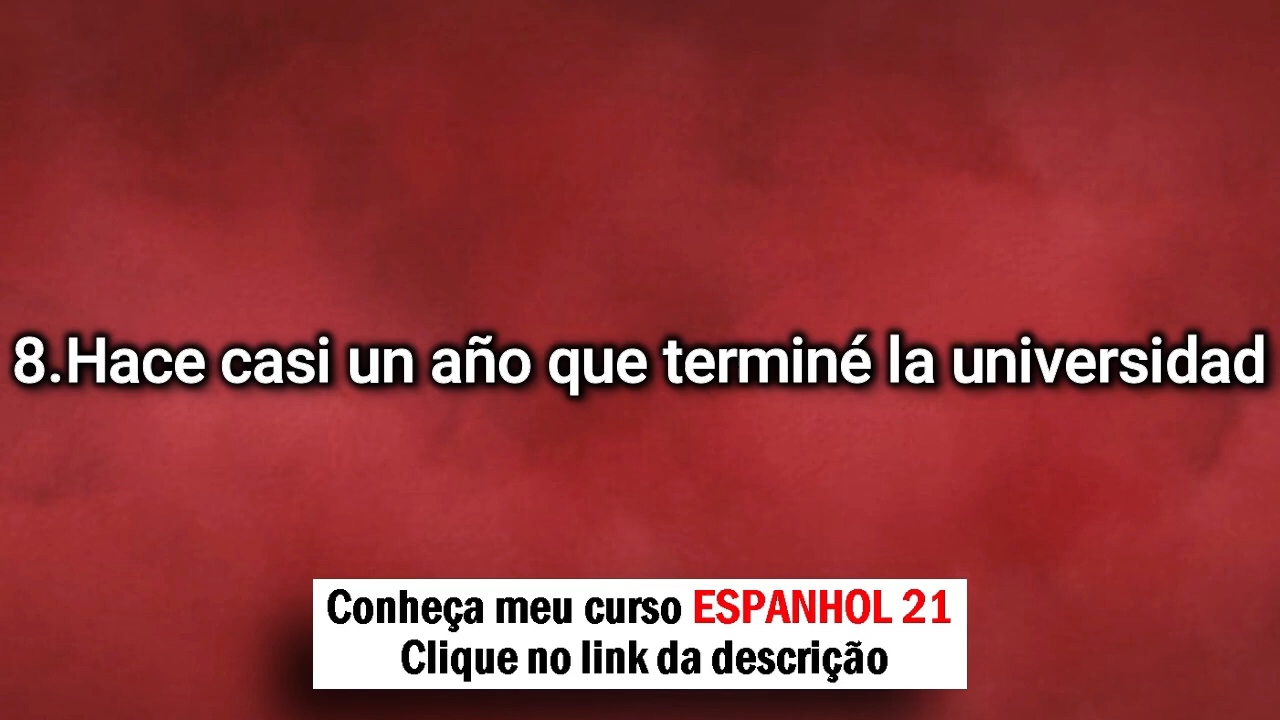 8.Hace casi un año que terminé la universidad
Conheça meu curso ESPANHOL 21
Clique no link da descrição